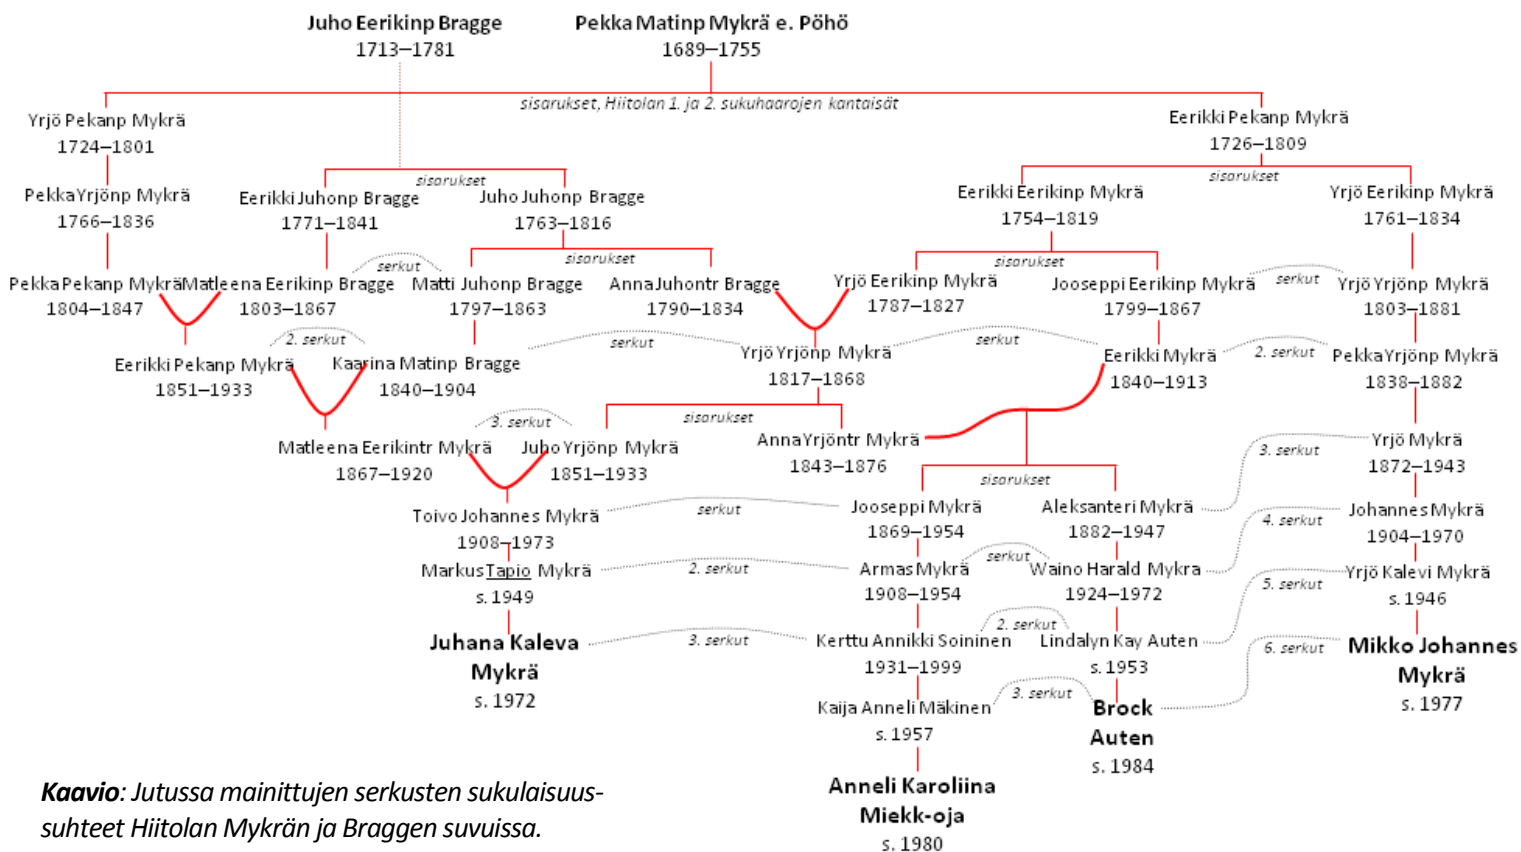 Juho Eerikinp Bragge
1713–1781
Pekka Matinp Mykrä e. Pöhö
1689–1755
sisarukset, Hiitolan 1. ja 2. sukuhaarojen kantaisät
Yrjö Pekanp Mykrä
1724–1801
Eerikki Pekanp Mykrä
1726–1809
sisarukset
sisarukset
Pekka Yrjönp Mykrä
1766–1836
Eerikki Juhonp Bragge
1771–1841
Juho Juhonp Bragge
1763–1816
Eerikki Eerikinp Mykrä
1754–1819
Yrjö Eerikinp Mykrä
1761–1834
serkut
sisarukset
sisarukset
serkut
Pekka Pekanp Mykrä
1804–1847
Matleena Eerikinp Bragge
1803–1867
Matti Juhonp Bragge
1797–1863
Anna Juhontr Bragge
1790–1834
Yrjö Eerikinp Mykrä
1787–1827
Jooseppi Eerikinp Mykrä
1799–1867
Yrjö Yrjönp Mykrä
1803–1881
2. serkut
serkut
serkut
2. serkut
Eerikki Pekanp Mykrä
1851–1933
Kaarina Matinp Bragge
1840–1904
Yrjö Yrjönp Mykrä
1817–1868
Eerikki Mykrä
1840–1913
Pekka Yrjönp Mykrä
1838–1882
3. serkut
sisarukset
Matleena Eerikintr Mykrä
1867–1920
Juho Yrjönp Mykrä
1851–1933
Anna Yrjöntr Mykrä
1843–1876
3. serkut
Yrjö Mykrä
1872–1943
sisarukset
Toivo Johannes Mykrä
1908–1973
serkut
Jooseppi Mykrä
1869–1954
Aleksanteri Mykrä
1882–1947
4. serkut
Johannes Mykrä
1904–1970
Markus Tapio Mykrä
s. 1949
2. serkut
Armas Mykrä
1908–1954
serkut
Waino Harald Mykra
1924–1972
5. serkut
Yrjö Kalevi Mykrä
s. 1946
Juhana Kaleva
Mykrä
s. 1972
3. serkut
Kerttu Annikki Soininen
1931–1999
2. serkut
Lindalyn Kay Auten
s. 1953
6. serkut
Mikko Johannes
Mykrä
s. 1977
Kaija Anneli Mäkinen
s. 1957
3. serkut
Brock
Auten
s. 1984
Anneli Karoliina
Miekk-oja
s. 1980
Kaavio: Jutussa mainittujen serkusten sukulaisuus-
suhteet Hiitolan Mykrän ja Braggen suvuissa.